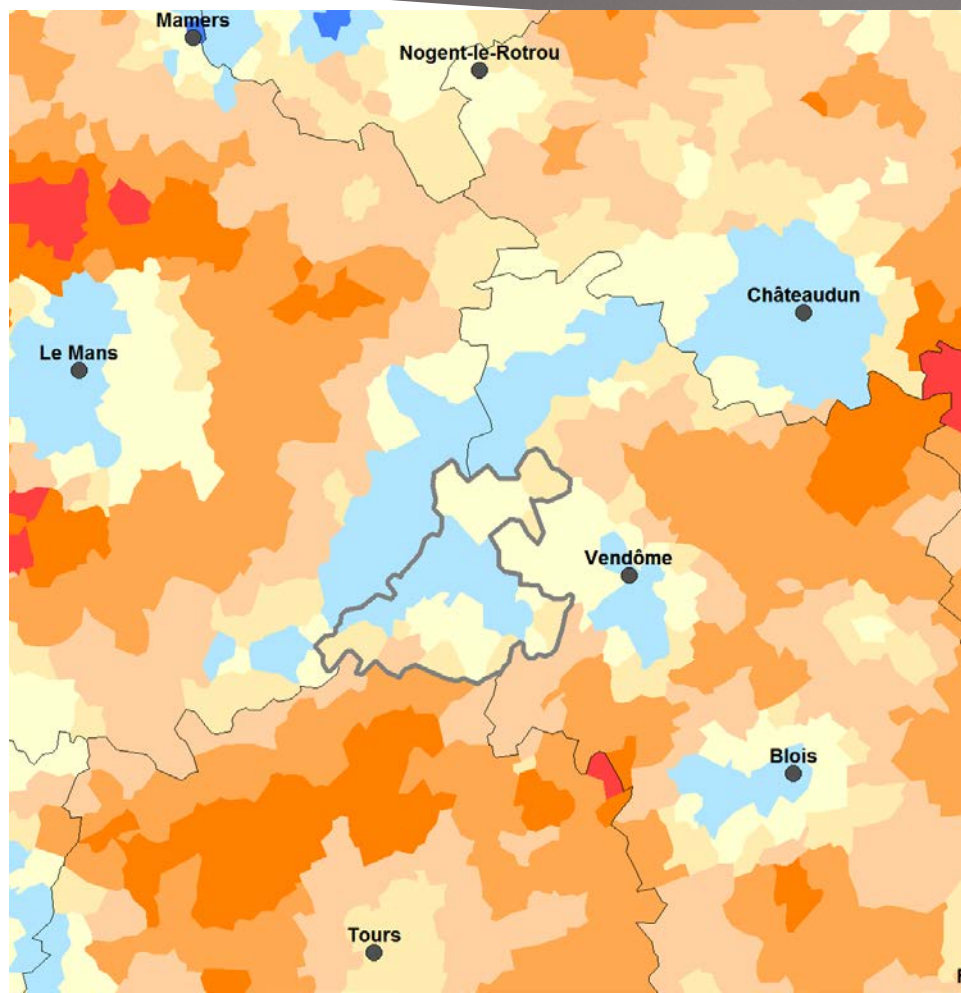 Mamers
Nogent-le-Rotrou
Châteaudun
Le Mans
Vendôme
Blois
Tours